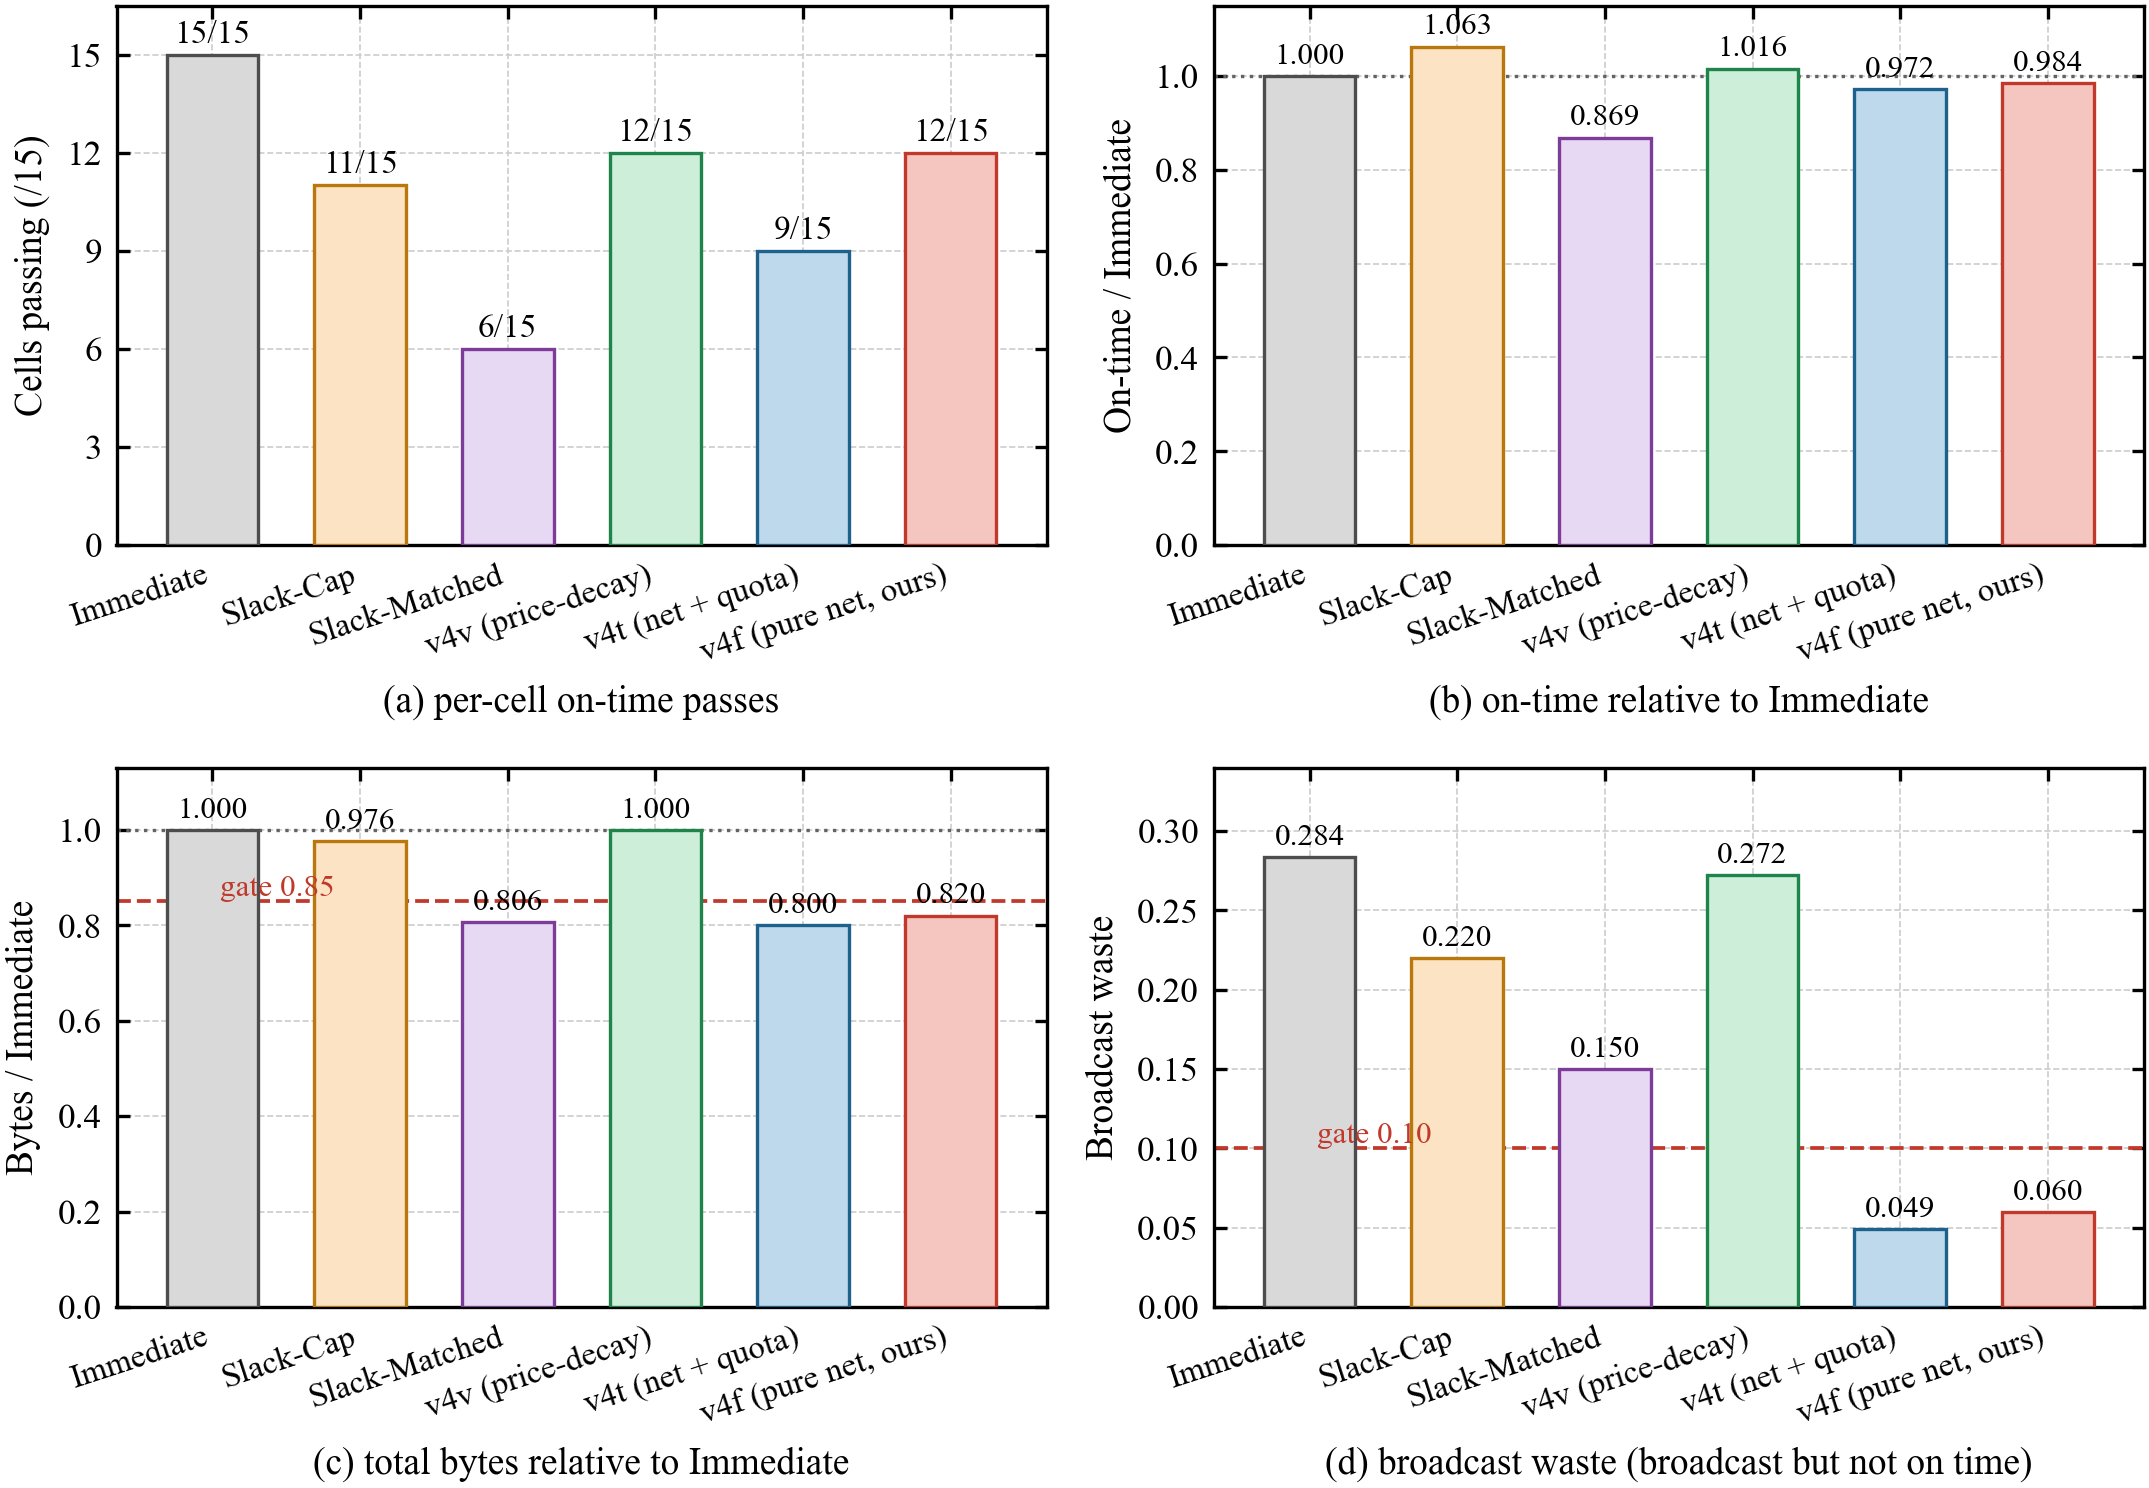 15/15
11/15
6/15
12/15
9/15
12/15
15
12
9
6
3
0
Cells passing (/15)
Immediate
Slack-Cap
Slack-Matched
v4v (price-decay)
v4t (net + quota)
v4f (pure net, ours)
(a) per-cell on-time passes
1.000
1.063
0.869
1.016
0.972
0.984
1.0
0.8
0.6
0.4
0.2
0.0
On-time / Immediate
Immediate
Slack-Cap
Slack-Matched
v4v (price-decay)
v4t (net + quota)
v4f (pure net, ours)
(b) on-time relative to Immediate
1.000
0.976
0.806
1.000
0.800
0.820
gate 0.85
1.0
0.8
0.6
0.4
0.2
0.0
Bytes / Immediate
Immediate
Slack-Cap
Slack-Matched
v4v (price-decay)
v4t (net + quota)
v4f (pure net, ours)
(c) total bytes relative to Immediate
0.284
0.220
0.150
0.272
0.049
0.060
gate 0.10
0.30
0.25
0.20
0.15
0.10
0.05
0.00
Broadcast waste
Immediate
Slack-Cap
Slack-Matched
v4v (price-decay)
v4t (net + quota)
v4f (pure net, ours)
(d) broadcast waste (broadcast but not on time)